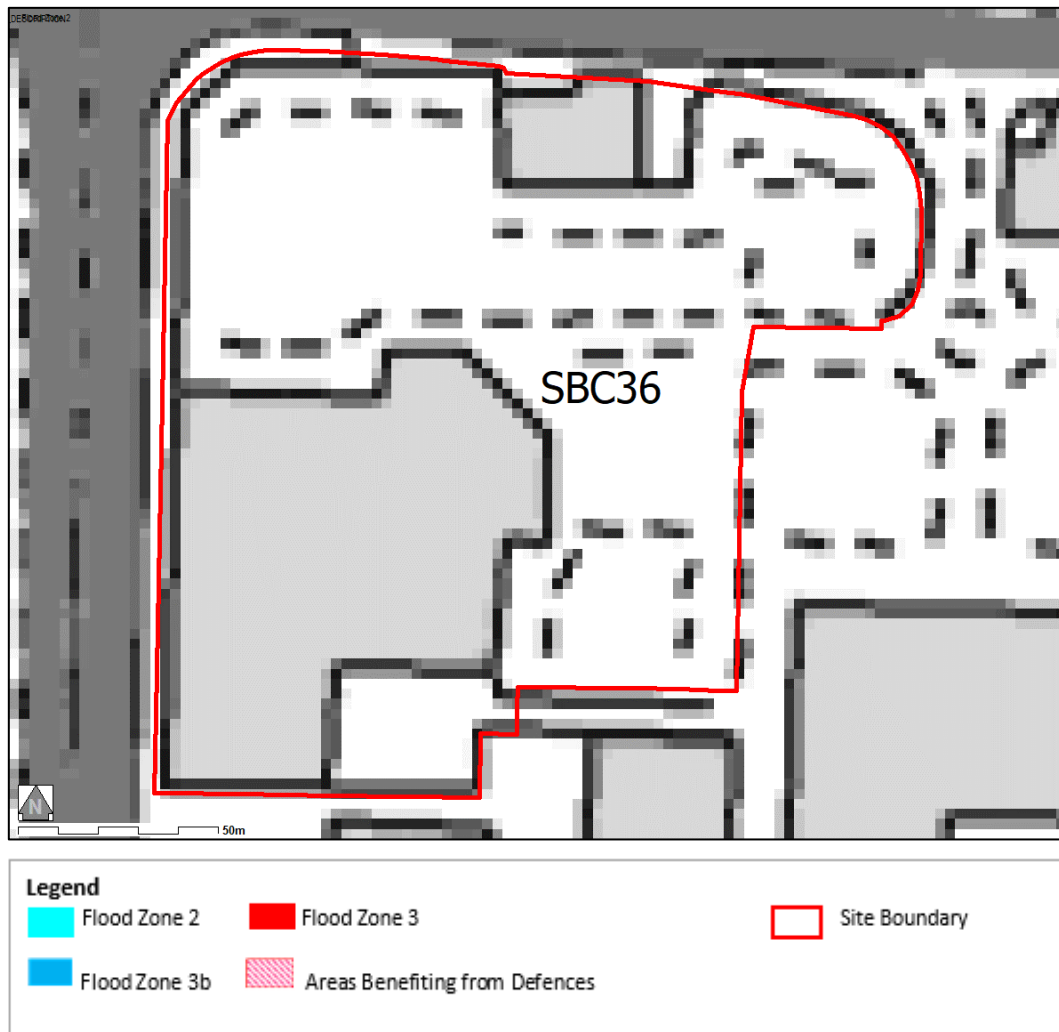 SBC36
N
50m
Legend
Flood Zone 2 Flood Zone 3 Site Boundary
Flood Zone 3b Areas Benefiting from Defences